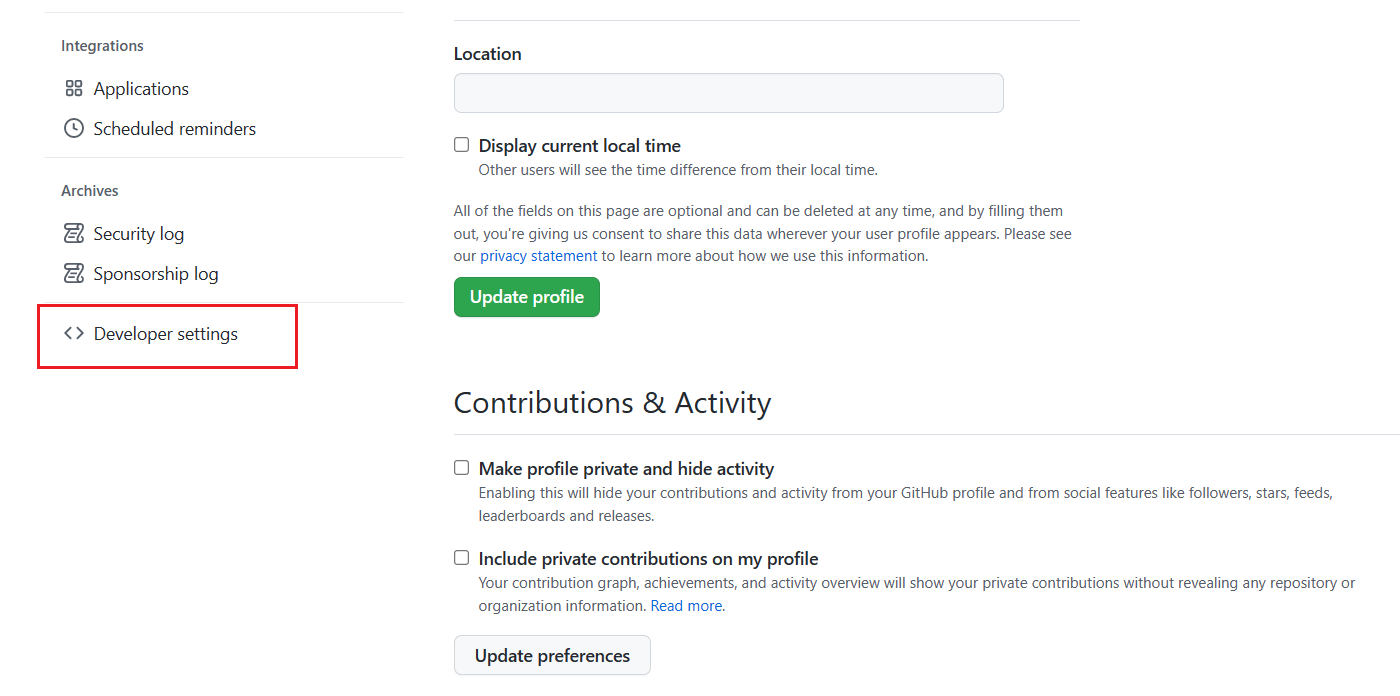 Integrations
Applications
Scheduled reminders
Archives
Security log
Sponsorship log
Developer settings
Location
Display current local time
Other users will see the time difference from their local time.
All of the fields on this page are optional and can be deleted at any time, and by filling them
out, you're giving us consent to share this data wherever your user profile appears. Please see
our privacy statement to learn more about how we use this information.
Update profile
Contributions & Activity
Make profile private and hide activity
Enabling this will hide your contributions and activity from your GitHub profile and from social features like followers, stars, feeds,
leaderboards and releases.
Include private contributions on my profile
Your contribution graph, achievements, and activity overview will show your private contributions without revealing any repository or
organization information. Read more.
Update preferences